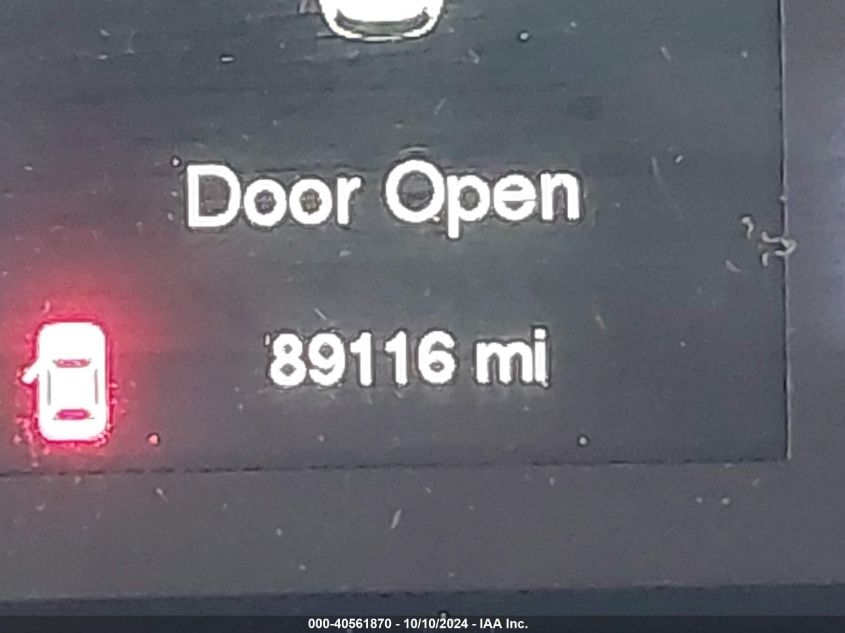 Door Open
89116 mi
000-40561870 - 10/10/2024 - IAA Inc.